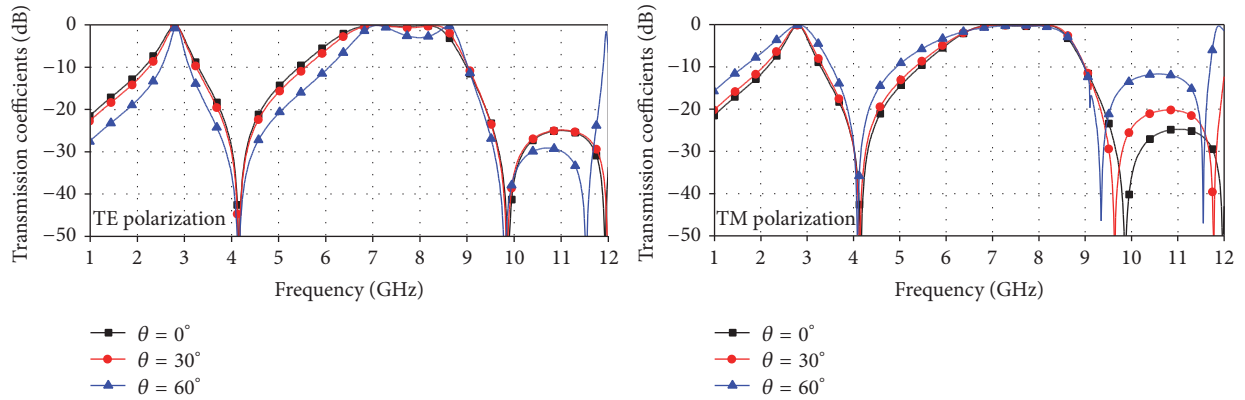 Transmission coefficients (dB)
0
−10
−20
−30
−40
−50
TE polarization
1 2 3 4 5 6 7 8 9 10 11 12
Frequency (GHz)
θ = 0°
θ = 30°
θ = 60°
Transmission coefficients (dB)
0
−10
−20
−30
−40
−50
TM polarization
1 2 3 4 5 6 7 8 9 10 11 12
Frequency (GHz)
θ = 0°
θ = 30°
θ = 60°